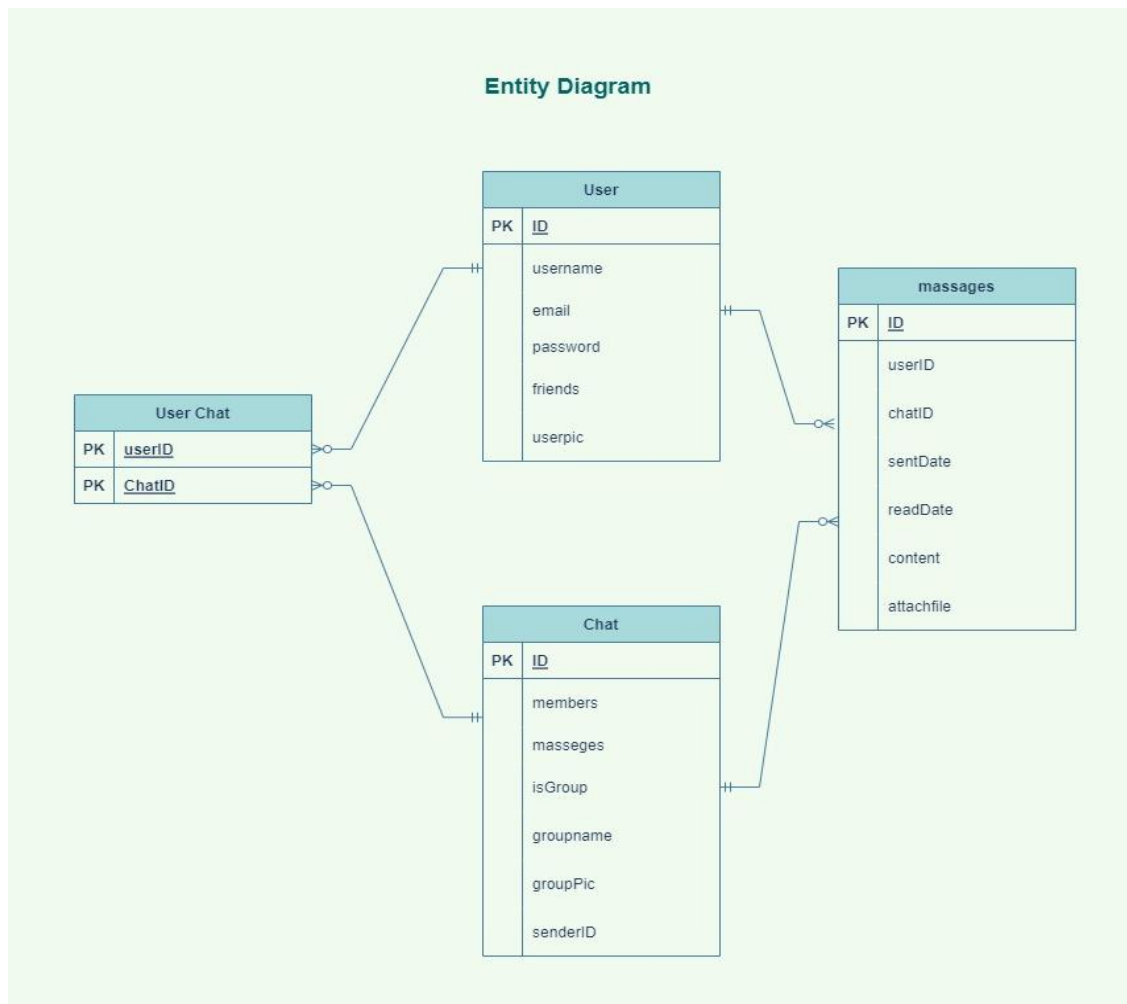 Entity Diagram
User
PK ID
username
email
password
friends
userpic
massages
PK ID
userID
chatID
sentDate
readDate
content
attachfile
User Chat
PK userID
PK ChatID
Chat
PK ID
members
masseges
isGroup
groupname
groupPic
senderID